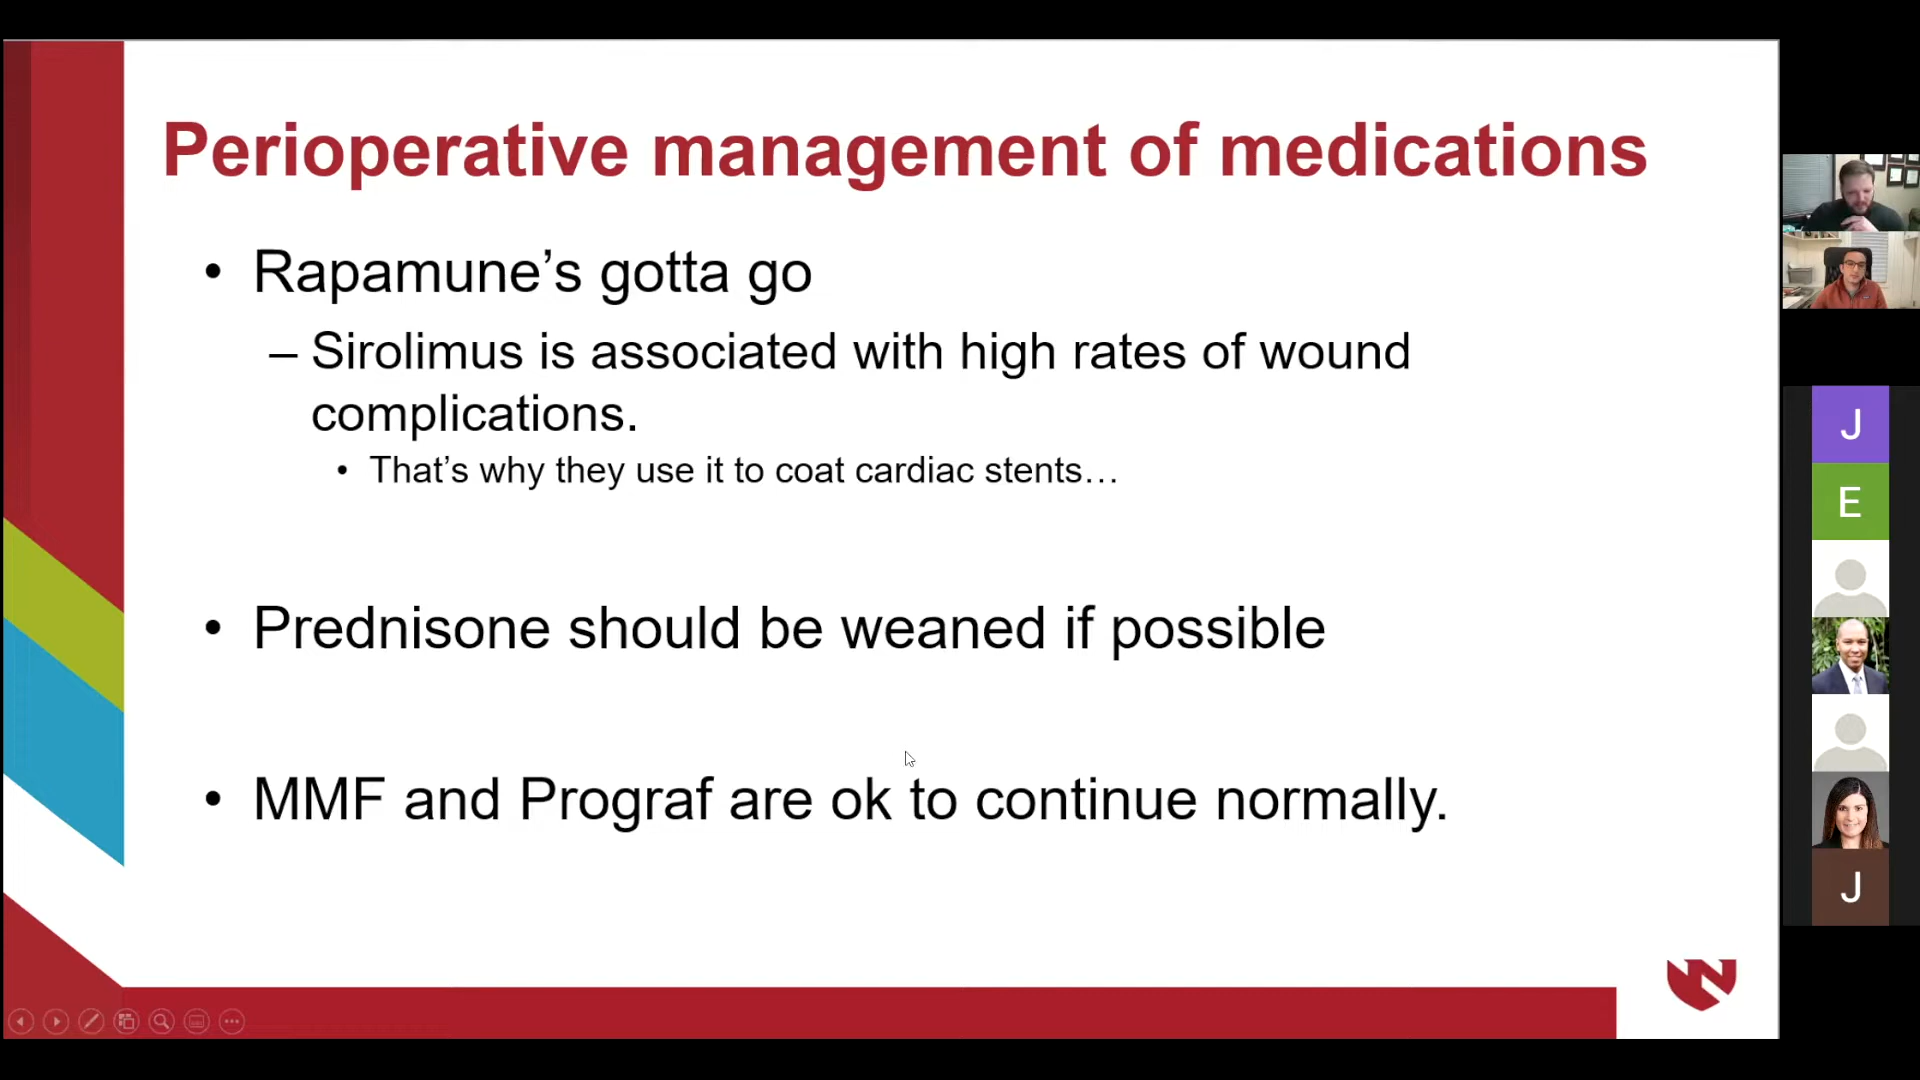 Perioperative management of medications
• Rapamune’s gotta go
– Sirolimus is associated with high rates of wound
complications.
• That’s why they use it to coat cardiac stents…
• Prednisone should be weaned if possible
• MMF and Prograf are ok to continue normally.
J
E
J
N